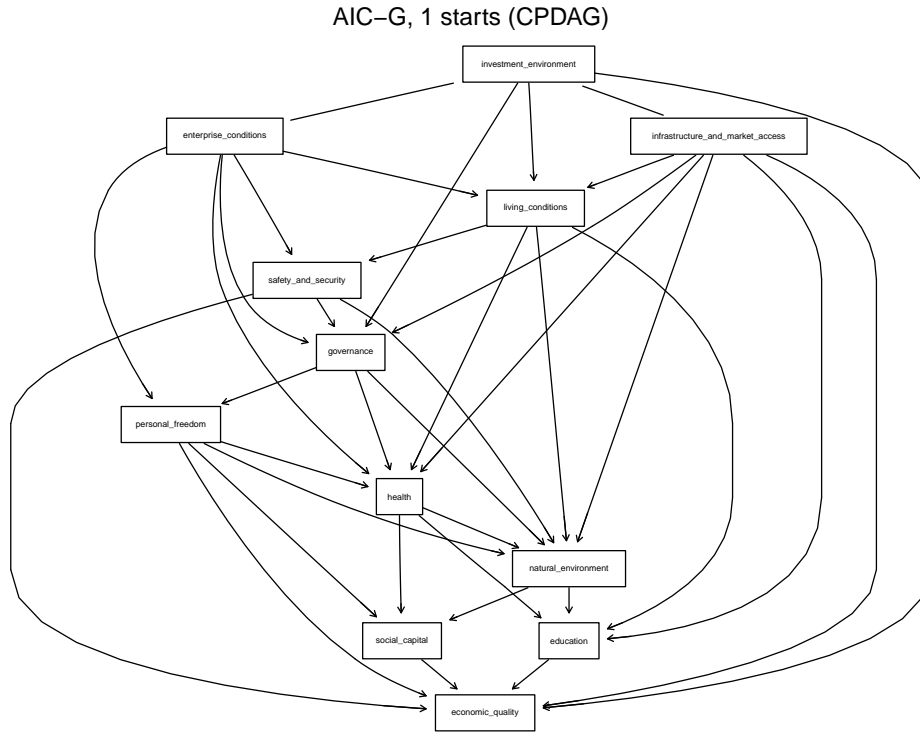 AIC−G, 1 starts (CPDAG)
investment_environment
enterprise_conditions
infrastructure_and_market_access
living_conditions
safety_and_security
governance
personal_freedom
health
natural_environment
social_capital
education
economic_quality